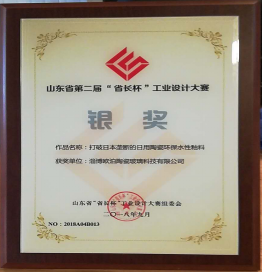 山东省第二届“省长杯”工业设计大赛
银奖
作品名称：打破日本垄断的日用陶瓷环保水性釉料
获奖单位：淄博欧泊陶瓷玻璃科技有限公司
山东省“省长杯”工业设计大赛组委会
二〇一八年九月
NO：2018A04B013